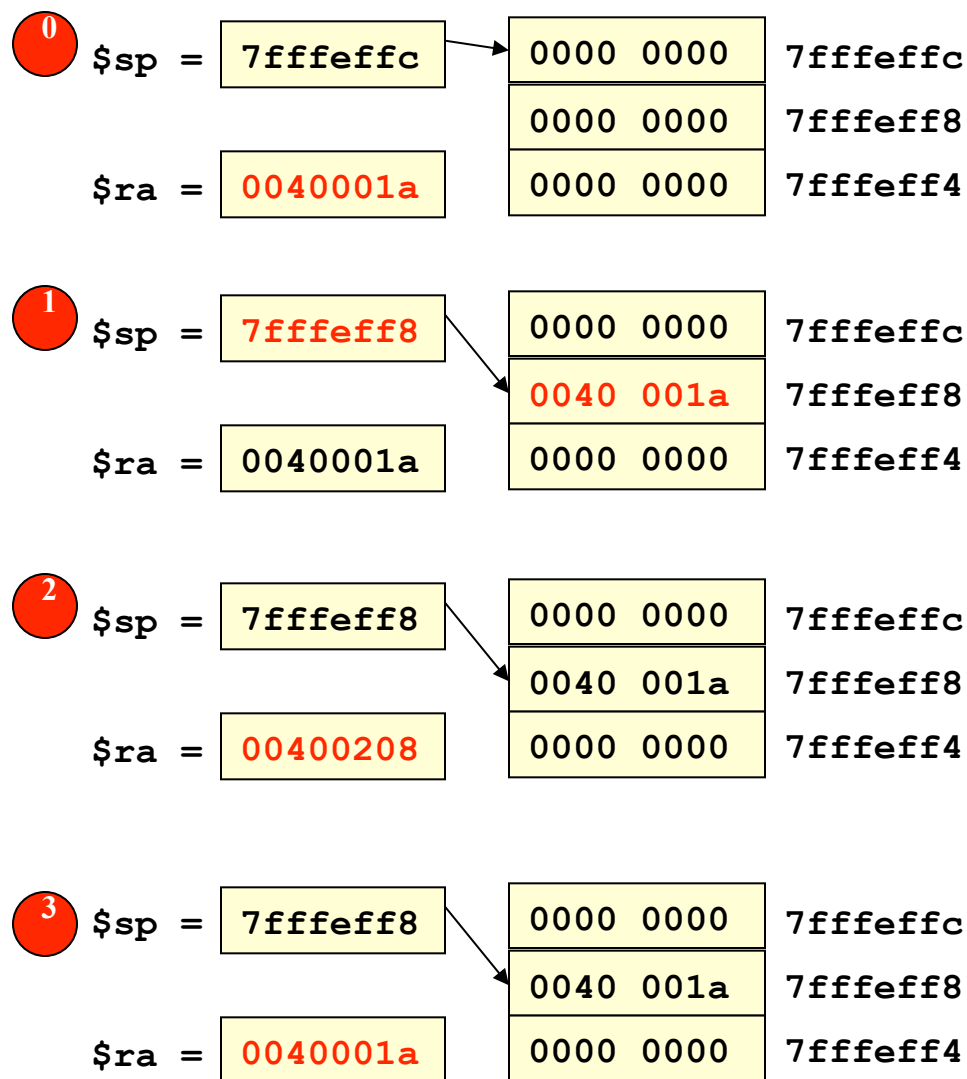 0
$sp = 7fffeffc 0000 0000 7fffeffc
0000 0000 7fffeff8
$ra = 0040001a 0000 0000 7fffeff4
1
$sp = 7fffeff8 0000 0000 7fffeffc
0040 001a 7fffeff8
$ra = 0040001a 0000 0000 7fffeff4
2
$sp = 7fffeff8 0000 0000 7fffeffc
0040 001a 7fffeff8
$ra = 00400208 0000 0000 7fffeff4
3
$sp = 7fffeff8 0000 0000 7fffeffc
0040 001a 7fffeff8
$ra = 0040001a 0000 0000 7fffeff4